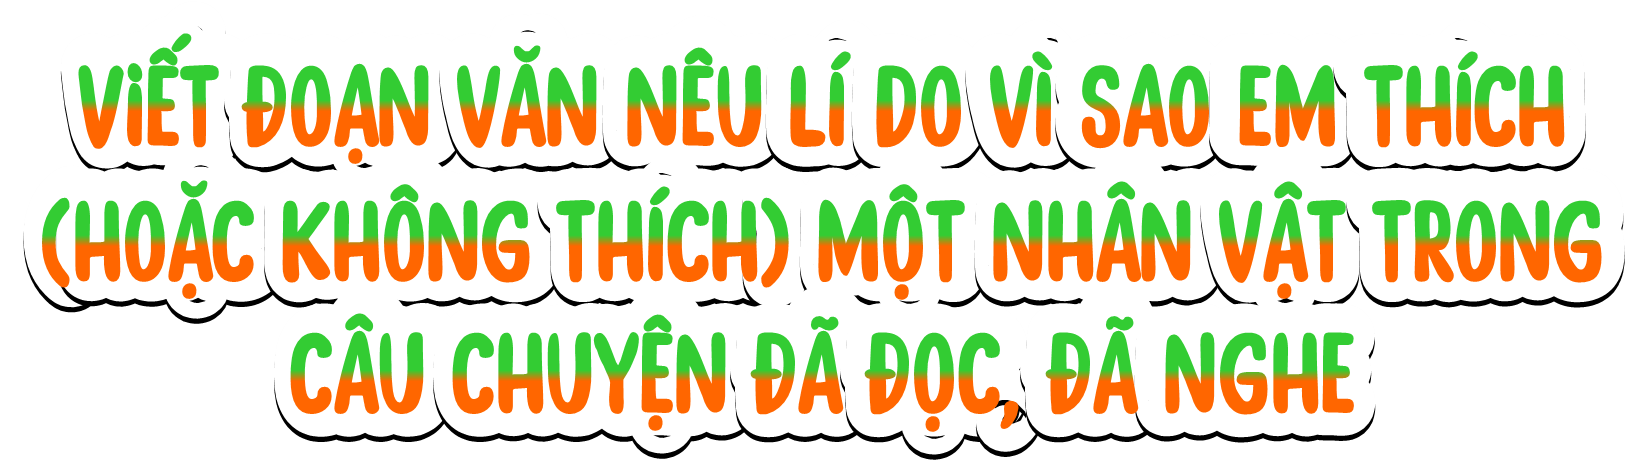 VIẾT ĐOẠN VĂN NÊU LÍ DO VÌ SAO EM THÍCH
(HOẶC KHÔNG THÍCH) MỘT NHÂN VẬT TRONG
CÂU CHUYỆN ĐÃ ĐỌC, ĐÃ NGHE